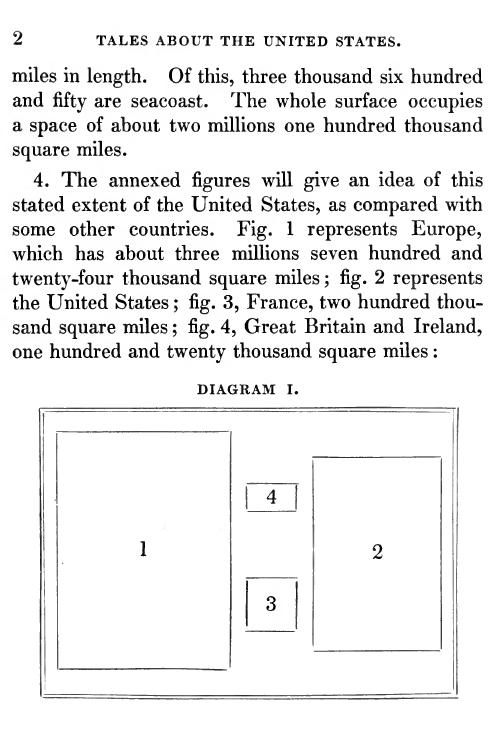 2 TALES ABOUT THE UNITED STATES.
miles in length. Of this, three thousand six hundred
and fifty are seacoast. The whole surface occupies
a space of about two millions one hundred thousand
square miles.
4. The annexed figures will give an idea of this
stated extent of the United States, as compared with
some other countries. Fig. 1 represents Europe,
which has about three millions seven hundred and
twenty-four thousand square miles; fig. 2 represents
the United States; fig. 3, France, two hundred thou-
sand square miles; fig. 4, Great Britain and Ireland,
one hundred and twenty thousand square miles:
DIAGRAM I.
4
1
2
3